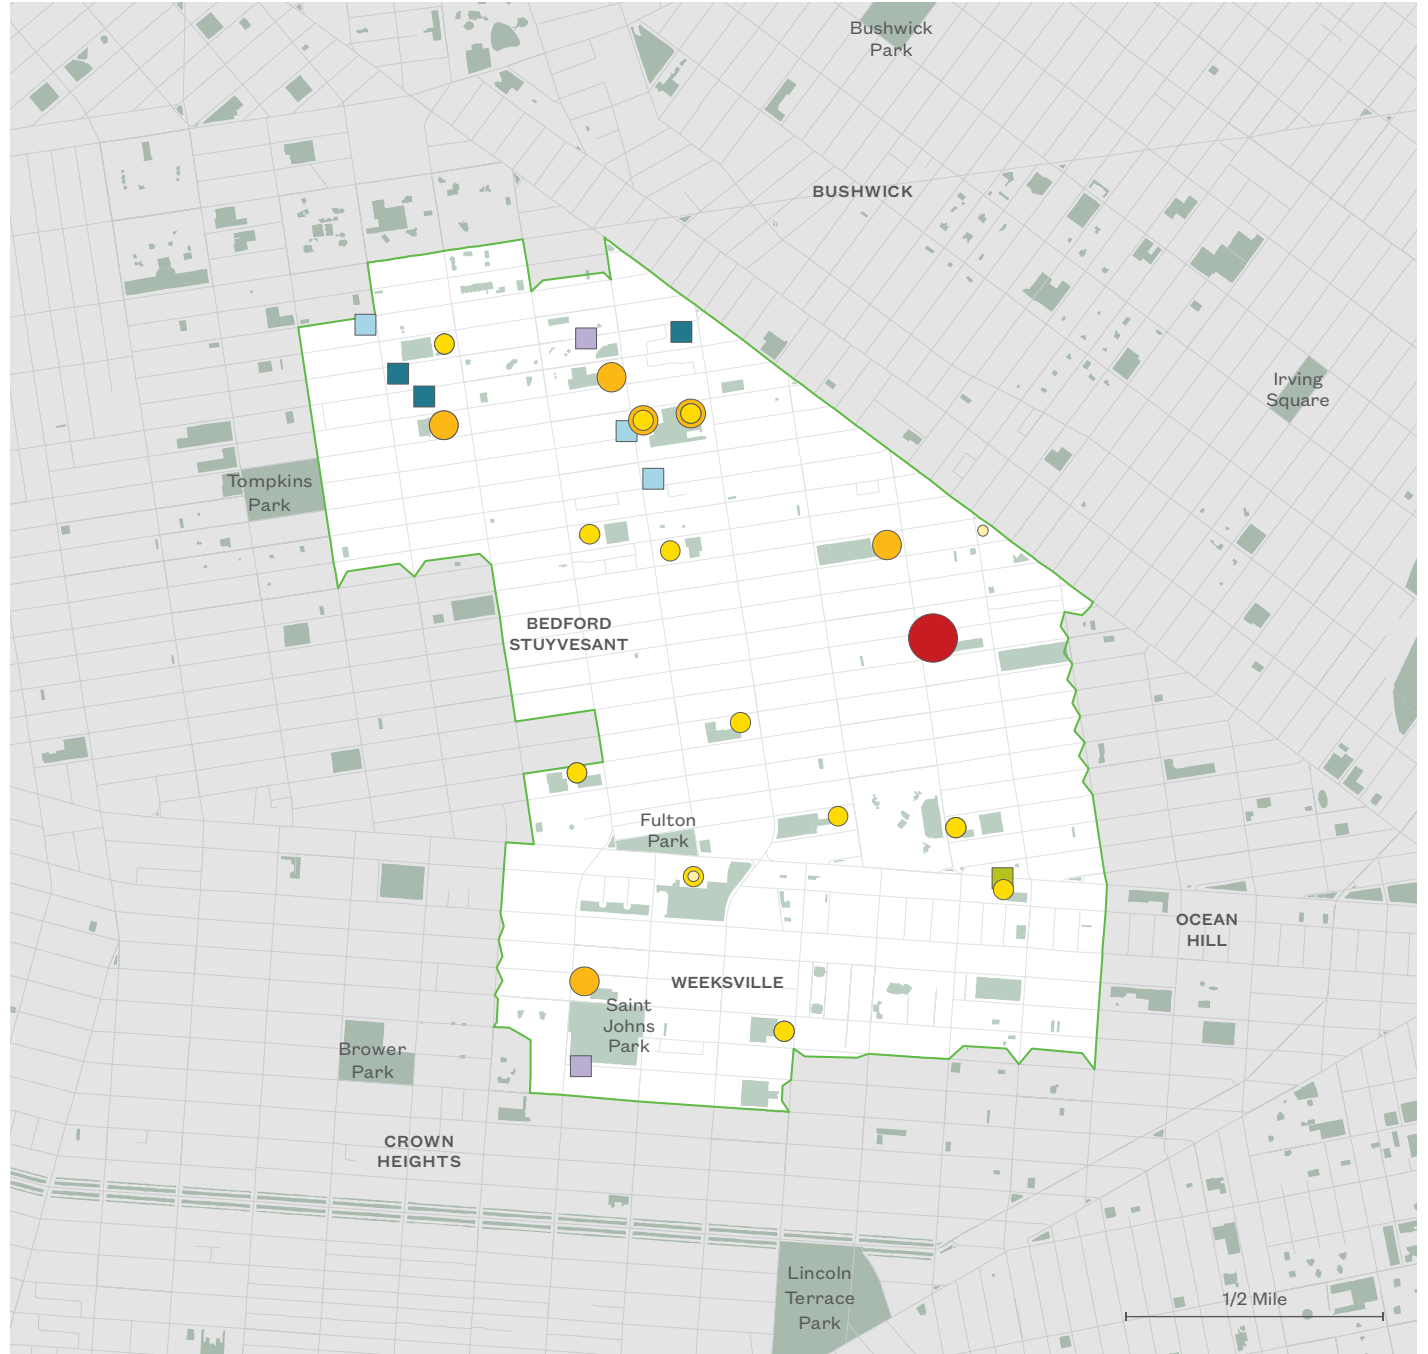 Bushwick
Park
BUSHWICK
Irving
Square
Tompkins
Park
BEDFORD
STUYVESANT
Fulton
Park
OCEAN
HILL
WEEKSVILLE
Saint
Johns
Park
Brower
Park
CROWN
HEIGHTS
Lincoln
Terrace
Park
1/2 Mile